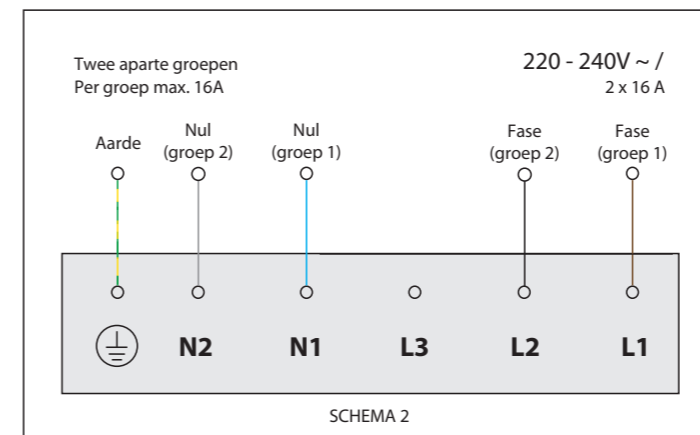 Twee aparte groepen
Per groep max. 16A
220 - 240V ~ /
2 x 16 A
Aarde
Nul
(groep 2)
Nul
(groep 1)
Fase
(groep 2)
Fase
(groep 1)
N2
N1
L3
L2
L1
SCHEMA 2